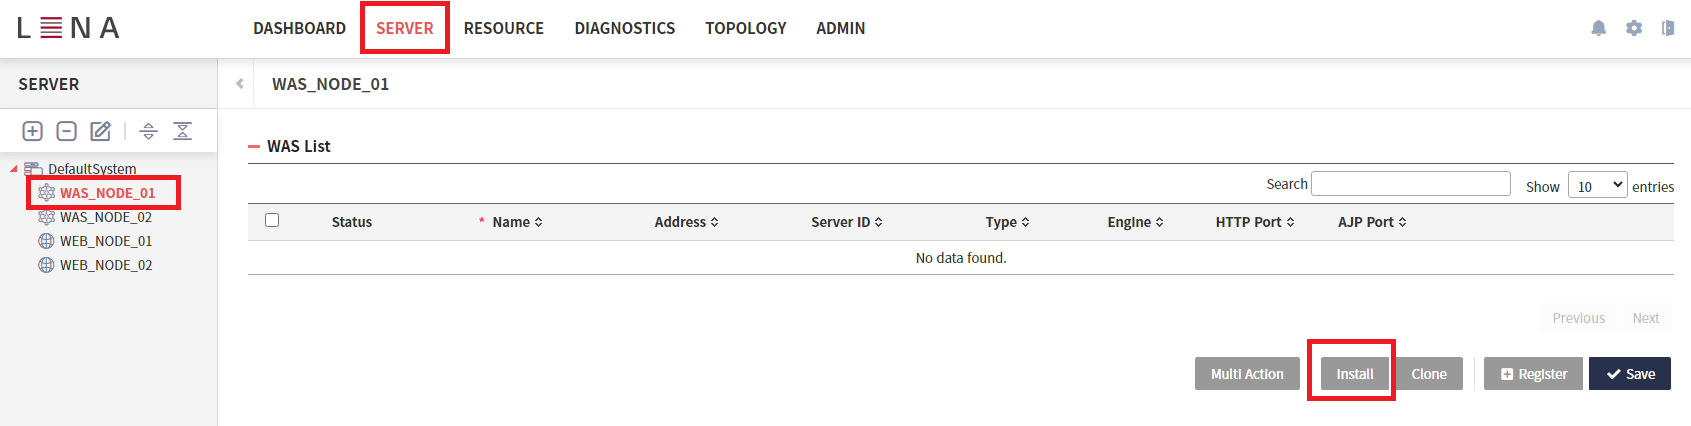 LENA DASHBOARD SERVER RESOURCE DIAGNOSTICS TOPOLOGY ADMIN
SERVER
WAS_NODE_01
DefaultSystem
WAS_NODE_01
WAS_NODE_02
WEB_NODE_01
WEB_NODE_02
WAS List
Search Show 10 entries
Status * Name Address Server ID Type Engine HTTP Port AJP Port
No data found.
Previous Next
Multi Action Install Clone Register Save